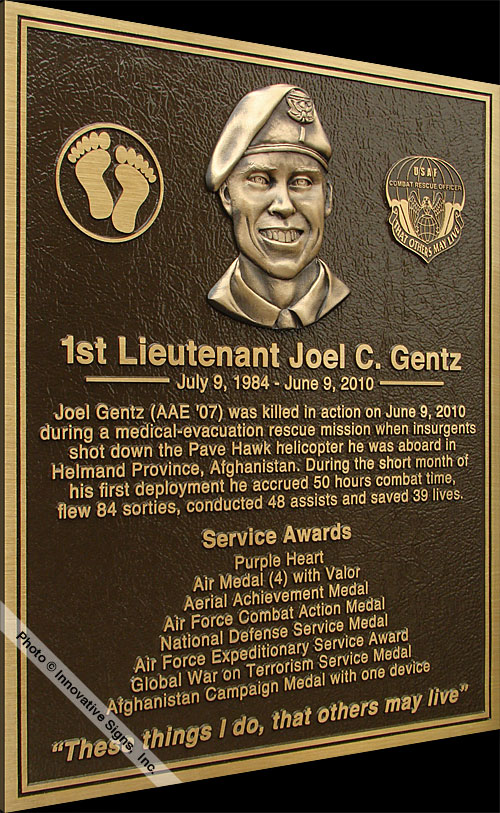 USAF
COMBAT RESCUE OFFICER
THAT OTHERS MAY LIVE
1st Lieutenant Joel C. Gentz
July 9, 1984 - June 9, 2010
Joel Gentz (AAE '07) was killed in action on June 9, 2010
during a medical-evacuation rescue mission when insurgents
shot down the Pave Hawk helicopter he was aboard in
Helmand Province, Afghanistan. During the short month of
his first deployment he accrued 50 hours combat time,
flew 84 sorties, conducted 48 assists and saved 39 lives.
Service Awards
Purple Heart
Air Medal (4) with Valor
Aerial Achievement Medal
Air Force Combat Action Medal
National Defense Service Medal
Air Force Expeditionary Service Award
Global War on Terrorism Service Medal
Afghanistan Campaign Medal with one device
"These things I do, that others may live"
Photo © Innovative Signs, Inc.